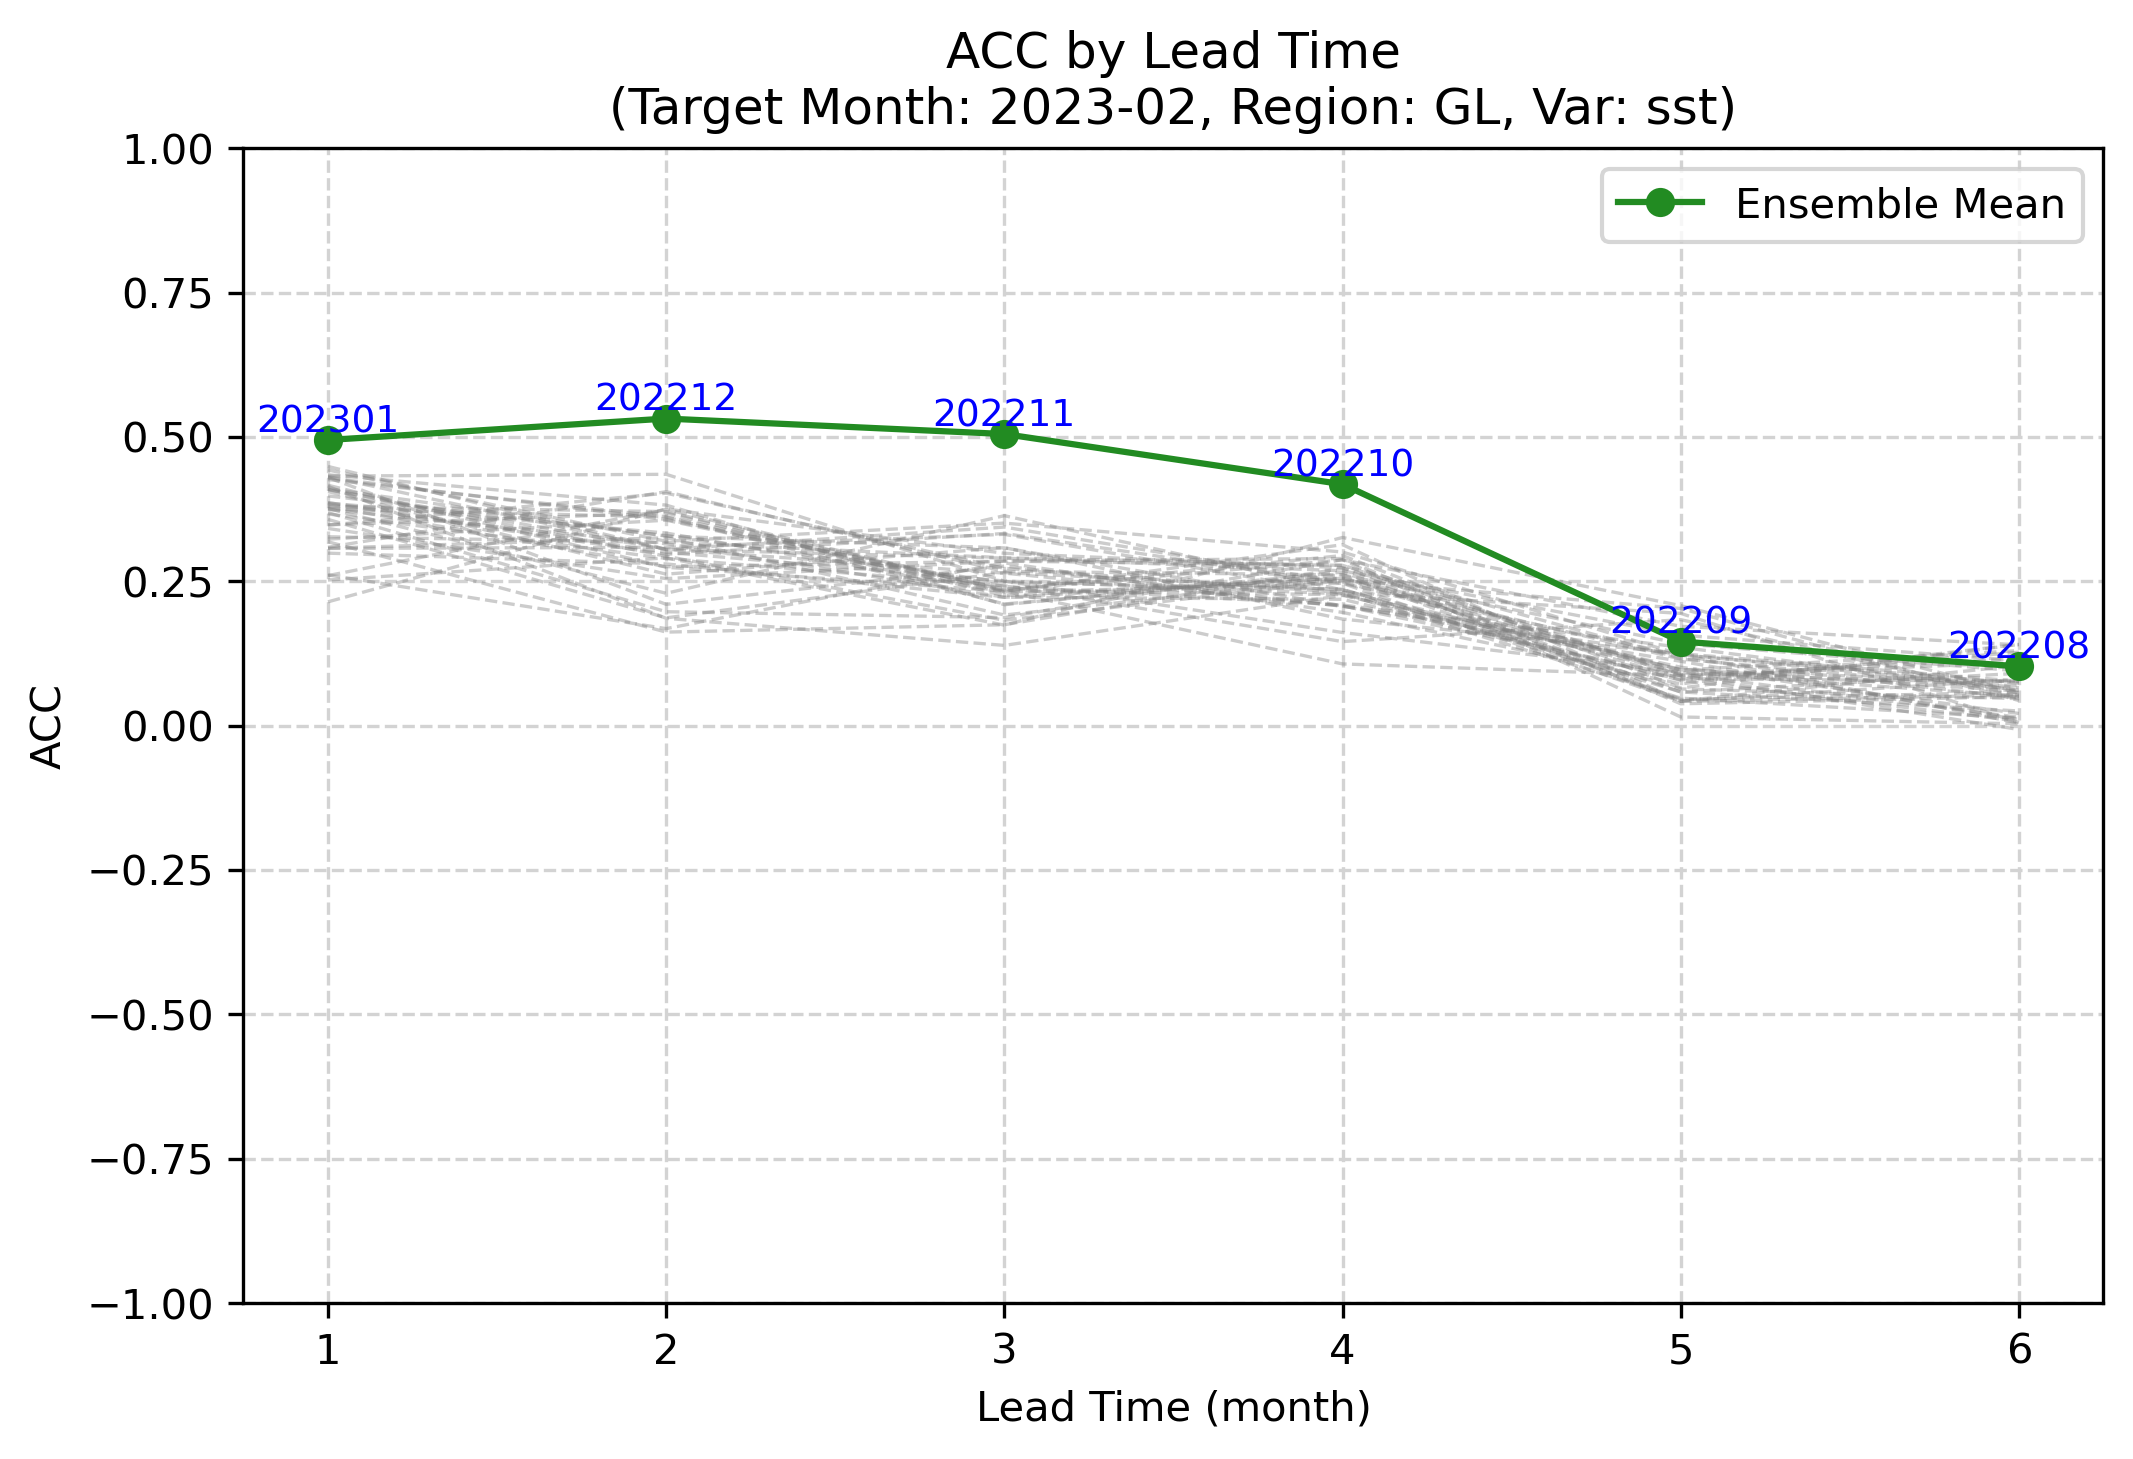 ACC by Lead Time
(Target Month: 2023-02, Region: GL, Var: sst)
Ensemble Mean
1.00
0.75
0.50
0.25
0.00
−0.25
−0.50
−0.75
−1.00
ACC
202301
202212
202211
202210
202209
202208
1 2 3 4 5 6
Lead Time (month)